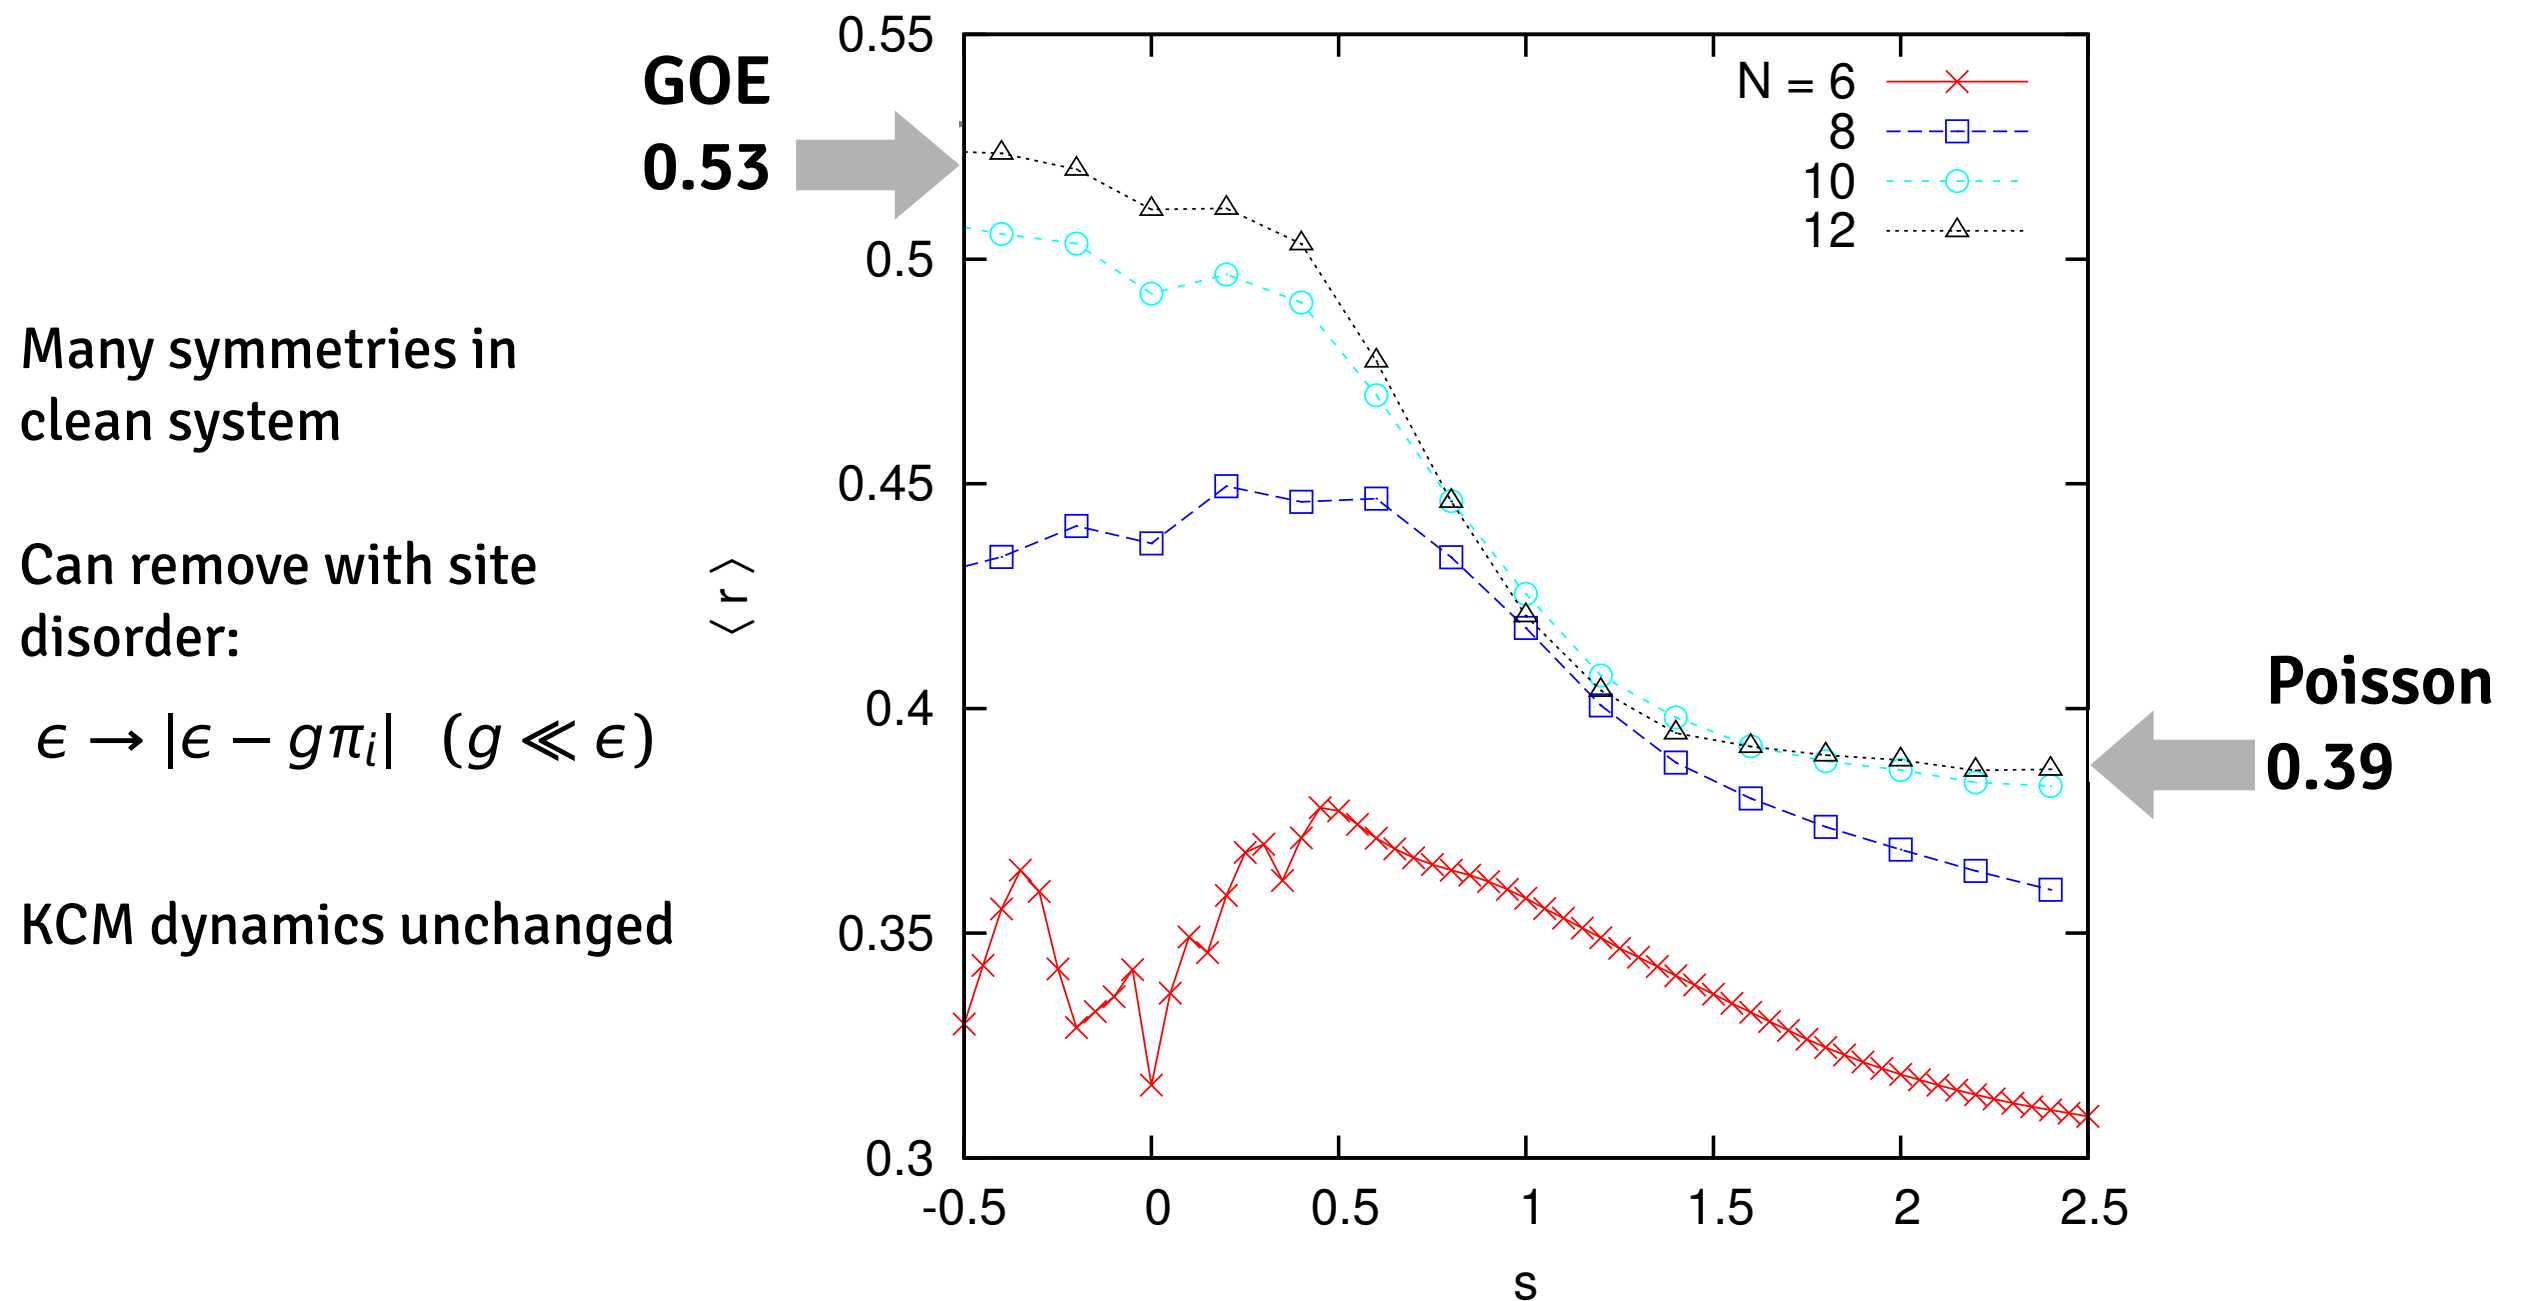 Many symmetries in
clean system
Can remove with site
disorder:
ϵ → |ϵ − gπᵢ| (g ≪ ϵ)
KCM dynamics unchanged
GOE
0.53
⟨ r ⟩
0.55
0.5
0.45
0.4
0.35
0.3
-0.5 0 0.5 1 1.5 2 2.5
s
N = 6
8
10
12
Poisson
0.39